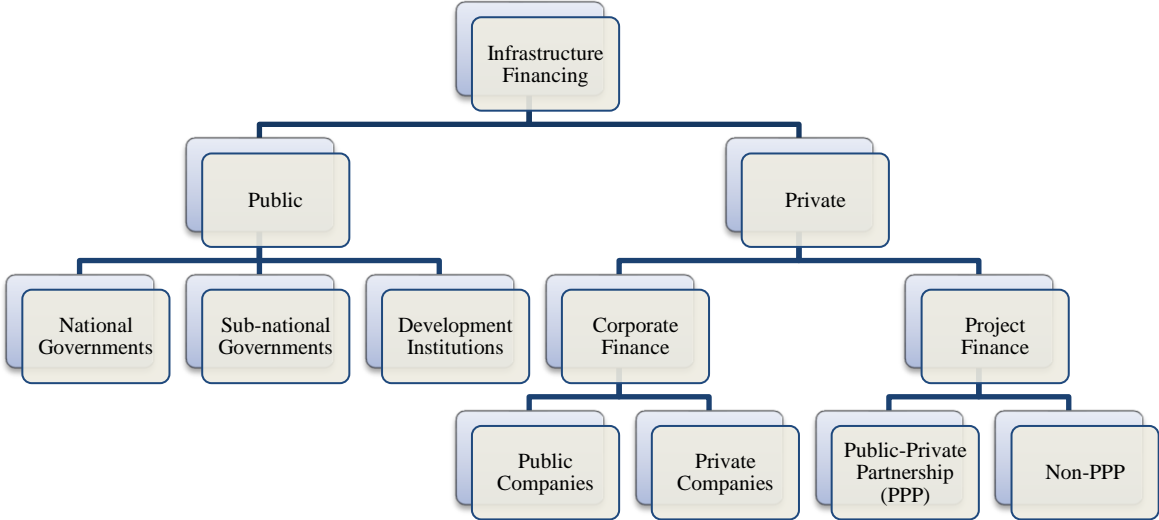 Infrastructure
Financing
Public
Private
National
Governments
Sub-national
Governments
Development
Institutions
Corporate
Finance
Project
Finance
Public
Companies
Private
Companies
Public-Private
Partnership
(PPP)
Non-PPP